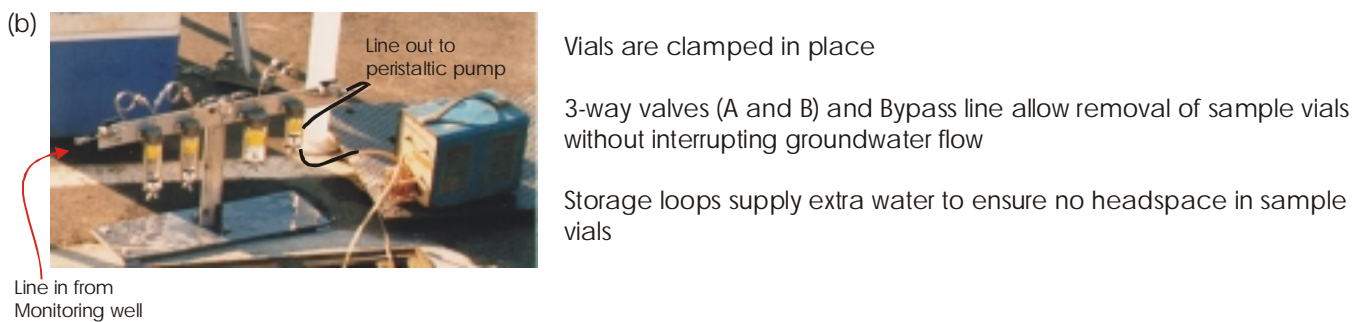 (b)
Line out to
peristaltic pump
Line in from
Monitoring well
Vials are clamped in place
3-way valves (A and B) and Bypass line allow removal of sample vials
without interrupting groundwater flow
Storage loops supply extra water to ensure no headspace in sample
vials